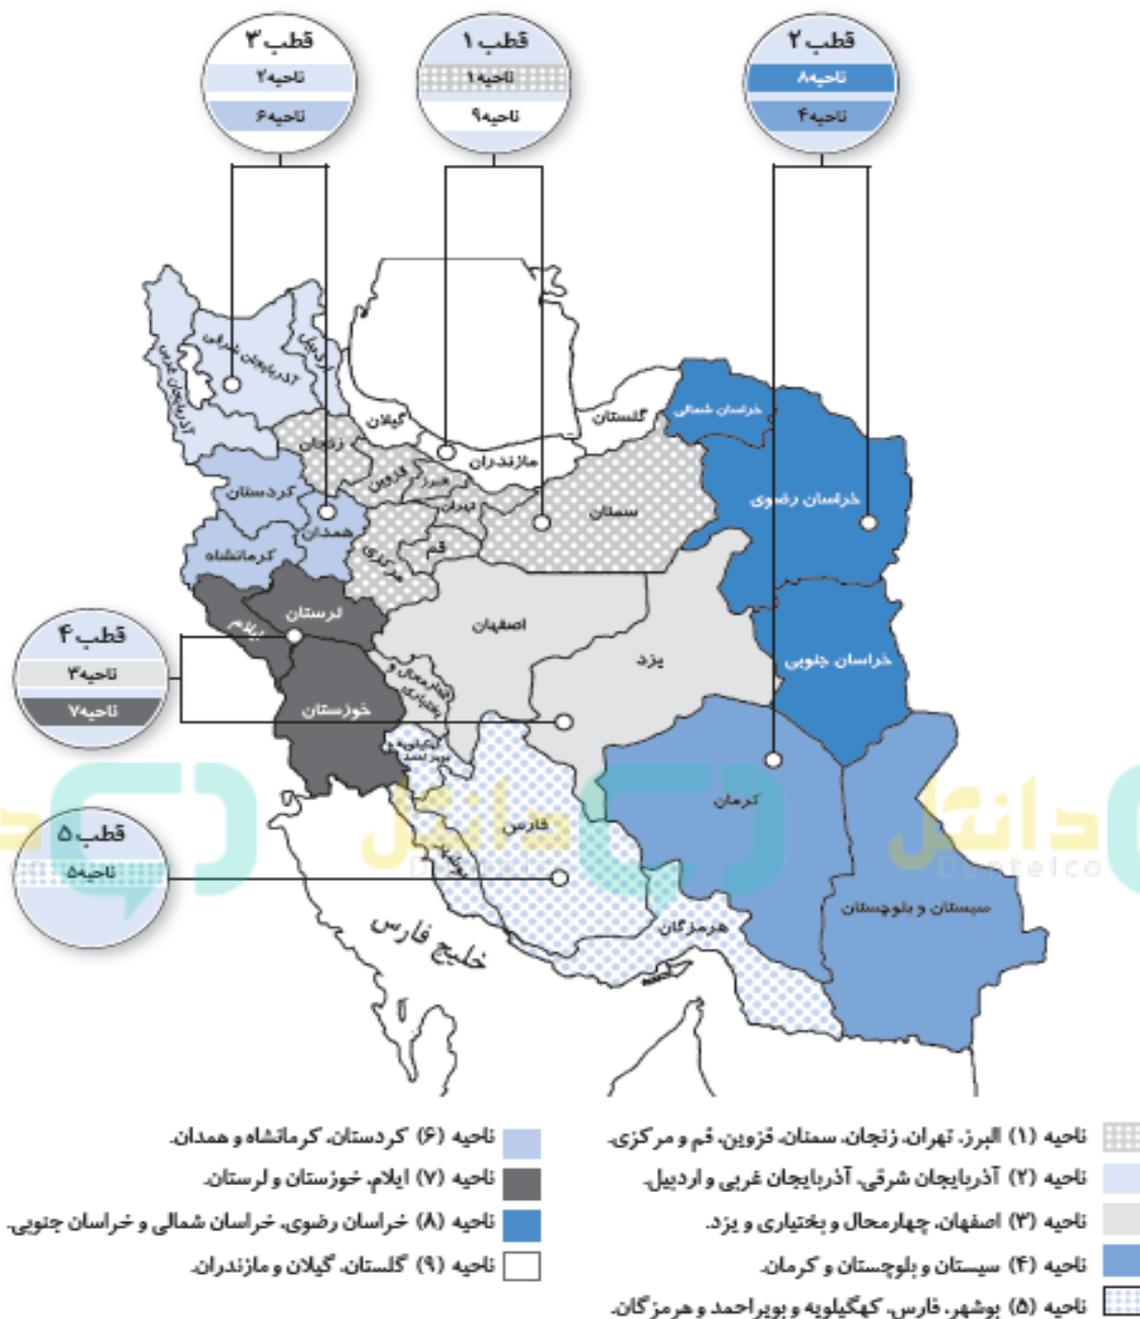 قطب ۳
ناحیه۲
ناحیه۶
قطب ۱
ناحیه۱
ناحیه۹
قطب ۲
ناحیه۸
ناحیه۴
آذربایجان شرقی
اردبیل
آذربایجان غربی
گیلان
گلستان
خراسان شمالی
زنجان
مازندران
قزوین
البرز
کردستان
تهران
سمنان
خراسان رضوی
همدان
کرمانشاه
قم
مرکزی
لرستان
ایلام
اصفهان
یزد
خراسان جنوبی
چهارمحال و
بختیاری
خوزستان
کهگیلویه و
بویر احمد
قطب ۴
ناحیه۳
ناحیه۷
کرمان
فارس
بوشهر
قطب ۵
ناحیه۵
سیستان و بلوچستان
هرمزگان
خلیج فارس
دانتل
Dantelco
ناحیه (۱) البرز، تهران، زنجان، سمنان، قزوین، قم و مرکزی.
ناحیه (۲) آذربایجان شرقی، آذربایجان غربی و اردبیل.
ناحیه (۳) اصفهان، چهارمحال و بختیاری و یزد.
ناحیه (۴) سیستان و بلوچستان و کرمان.
ناحیه (۵) بوشهر، فارس، کهگیلویه و بویراحمد و هرمزگان.
ناحیه (۶) کردستان، کرمانشاه و همدان.
ناحیه (۷) ایلام، خوزستان و لرستان.
ناحیه (۸) خراسان رضوی، خراسان شمالی و خراسان جنوبی.
ناحیه (۹) گلستان، گیلان و مازندران.